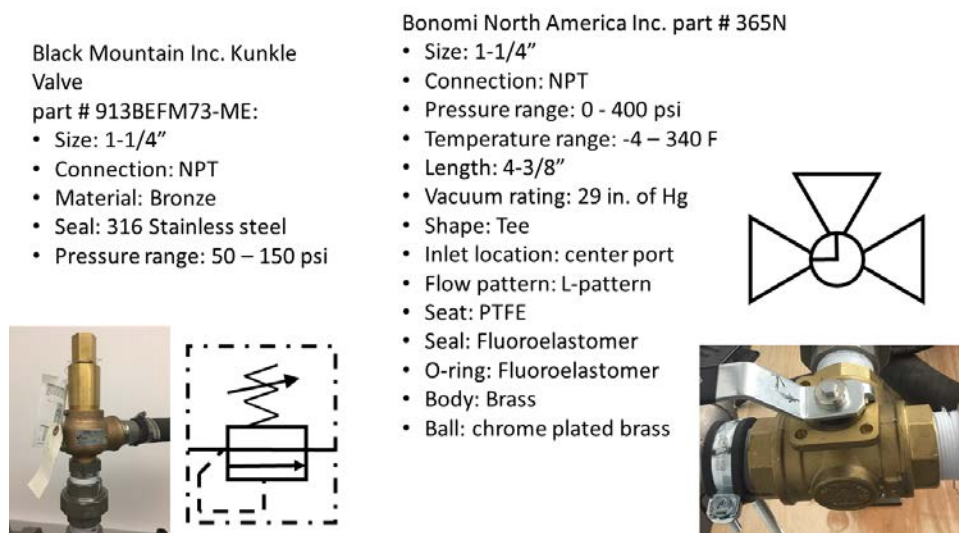 Black Mountain Inc. Kunkle
Valve
part # 913BEFM73-ME:
• Size: 1-1/4”
• Connection: NPT
• Material: Bronze
• Seal: 316 Stainless steel
• Pressure range: 50 – 150 psi
Bonomi North America Inc. part # 365N
• Size: 1-1/4”
• Connection: NPT
• Pressure range: 0 - 400 psi
• Temperature range: -4 – 340 F
• Length: 4-3/8”
• Vacuum rating: 29 in. of Hg
• Shape: Tee
• Inlet location: center port
• Flow pattern: L-pattern
• Seat: PTFE
• Seal: Fluoroelastomer
• O-ring: Fluoroelastomer
• Body: Brass
• Ball: chrome plated brass